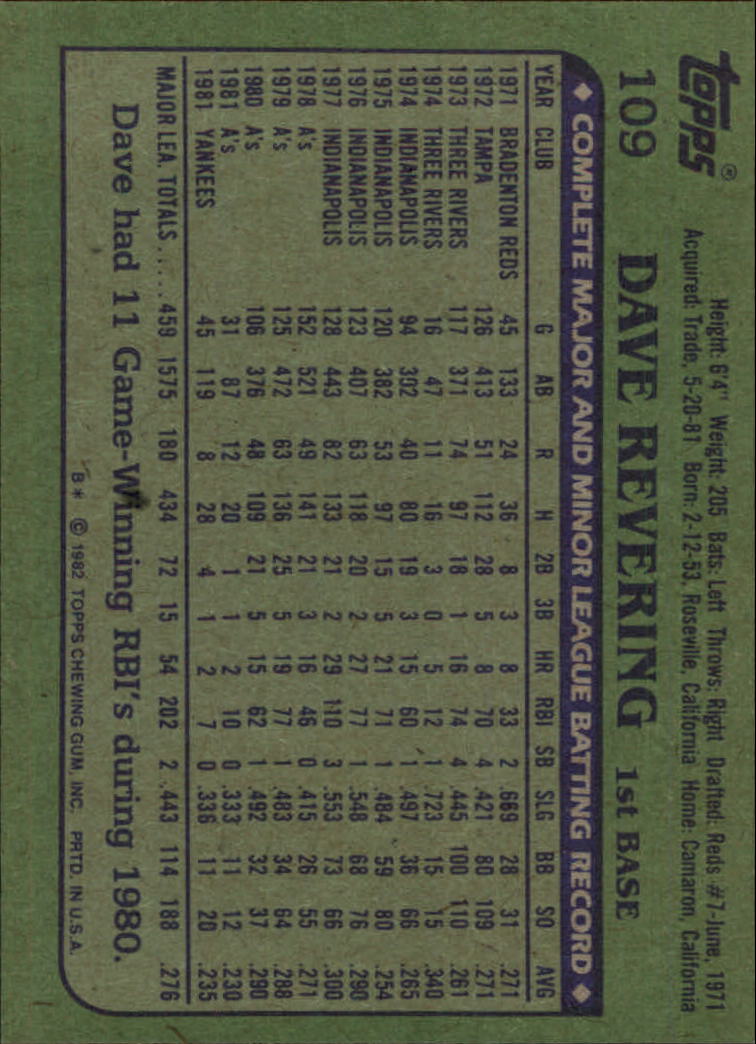 topps®
Height: 6'4" Weight: 205 Bats: Left Throws: Right Drafted: Reds #7-June, 1971
Acquired: Trade, 5-20-81 Born: 2-12-53, Roseville, California Home: Camaron, California
109 DAVE REVERING 1st BASE
◆ COMPLETE MAJOR AND MINOR LEAGUE BATTING RECORD ◆
YEAR CLUB G AB R H 2B 3B HR RBI SB SLG BB SO AVG
1971 BRADENTON REDS 45 133 24 36 8 3 8 33 2 .669 28 31 .271
1972 TAMPA 126 413 51 112 28 5 8 70 4 .421 80 109 .271
1973 THREE RIVERS 117 371 74 97 18 1 16 74 4 .445 100 110 .261
1974 THREE RIVERS 16 47 11 16 3 0 5 12 1 .723 15 15 .340
1974 INDIANAPOLIS 94 302 40 80 19 3 15 60 1 .497 36 66 .265
1975 INDIANAPOLIS 120 382 53 97 15 5 21 71 1 .484 59 80 .254
1976 INDIANAPOLIS 123 407 63 118 20 2 27 77 1 .548 68 76 .290
1977 INDIANAPOLIS 128 443 82 133 21 2 29 110 3 .553 73 66 .300
1978 A's 152 521 49 141 21 3 16 46 0 .415 26 55 .271
1979 A's 125 472 63 136 25 5 19 77 1 .483 34 64 .288
1980 A's 106 376 48 109 21 5 15 62 1 .492 32 37 .290
1981 A's 31 87 12 20 1 1 2 10 0 .333 11 12 .230
1981 YANKEES 45 119 8 28 4 1 2 7 0 .336 11 20 .235
MAJOR LEA. TOTALS..... 459 1575 180 434 72 15 54 202 2 .443 114 188 .276
Dave had 11 Game-Winning RBI's during 1980.
B* © 1982 TOPPS CHEWING GUM, INC. PRTD. IN U.S.A.